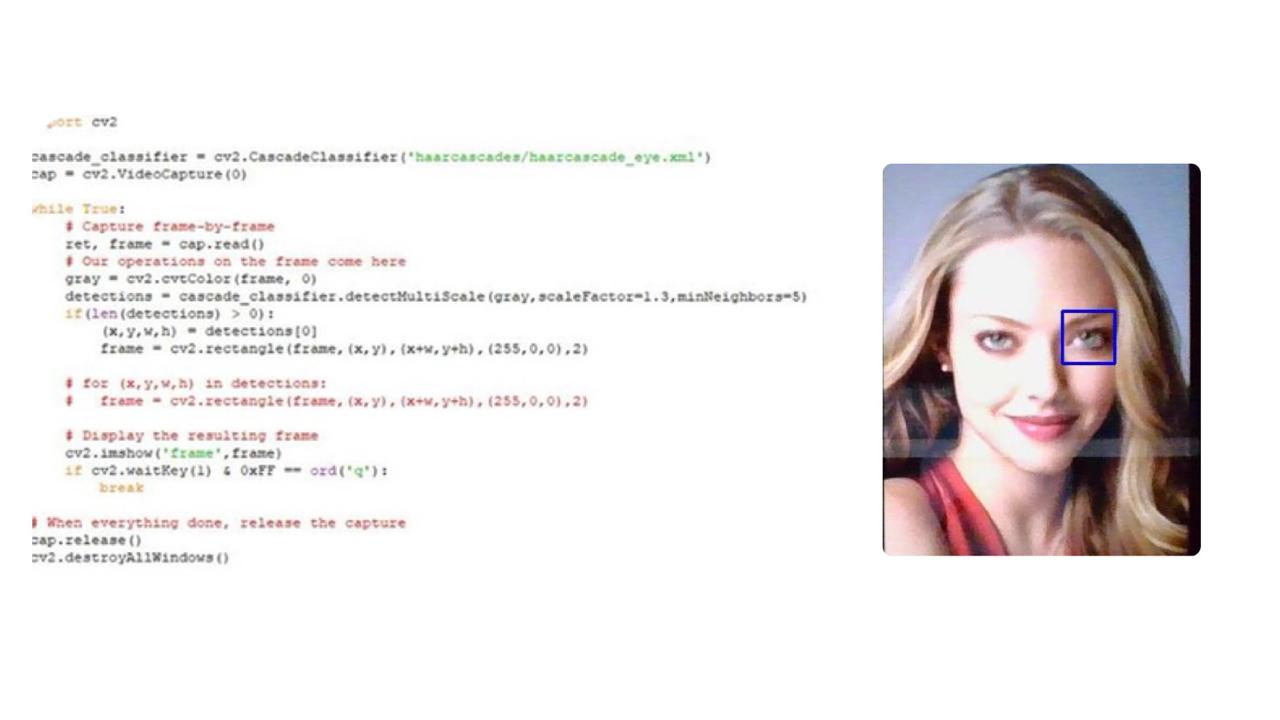 ort cv2
cascade_classifier = cv2.CascadeClassifier('haarcascades/haarcascade_eye.xml')
cap = cv2.VideoCapture(0)
while True:
# Capture frame-by-frame
ret, frame = cap.read()
# Our operations on the frame come here
gray = cv2.cvtColor(frame, 0)
detections = cascade_classifier.detectMultiScale(gray,scaleFactor=1.3,minNeighbors=5)
if(len(detections) > 0):
(x,y,w,h) = detections[0]
frame = cv2.rectangle(frame,(x,y),(x+w,y+h),(255,0,0),2)
# for (x,y,w,h) in detections:
#   frame = cv2.rectangle(frame,(x,y),(x+w,y+h),(255,0,0),2)
# Display the resulting frame
cv2.imshow('frame',frame)
if cv2.waitKey(1) & 0xFF == ord('q'):
break
# When everything done, release the capture
cap.release()
cv2.destroyAllWindows()